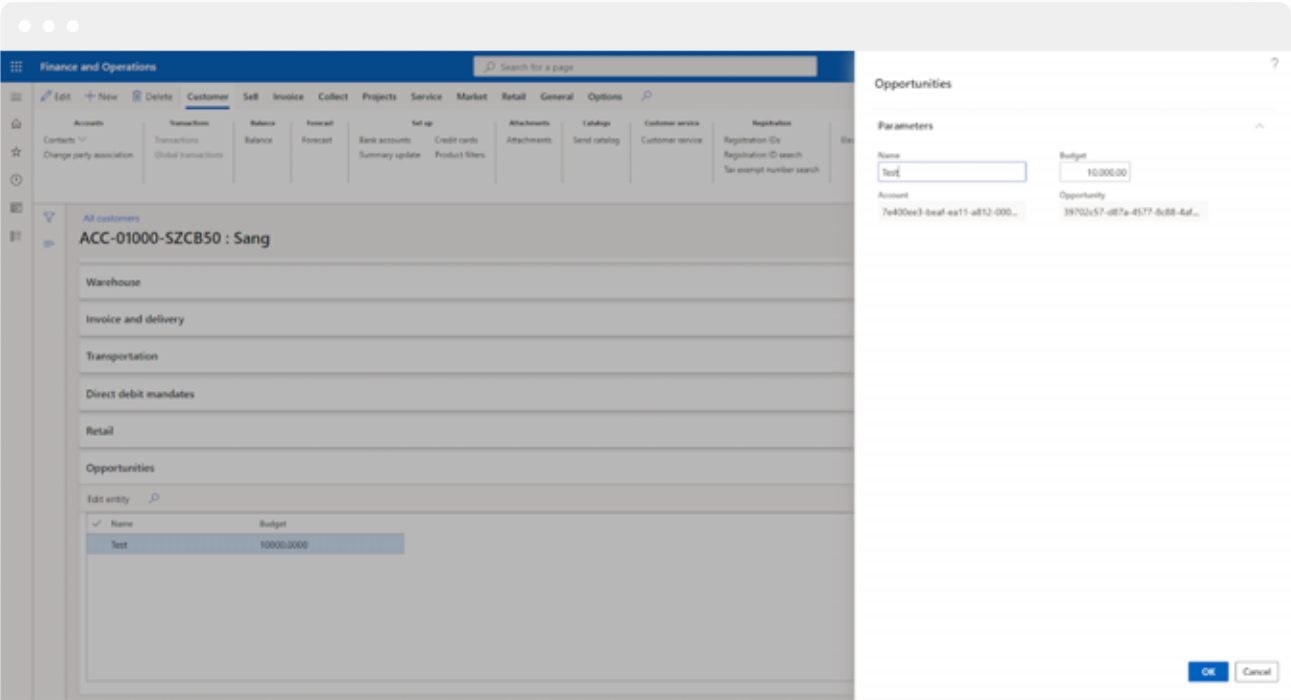 Finance and Operations
Search for a page
Edit New Delete Customer Sell Invoice Collect Projects Service Market Retail General Options
Accounts Transactions Balance Forecast Set up Attachments Catalogs Customer service Registration
Contacts Transactions Balance Forecast Bank accounts Credit cards Attachments Send catalog Customer service Registration IDs
Change party association Global transactions Summary update Product filters Registration ID search
Tax exempt number search
All customers
ACC-01000-SZCB50 : Sang
Warehouse
Invoice and delivery
Transportation
Direct debit mandates
Retail
Opportunities
Edit entity
Name Budget
Test 10000.0000
?
Opportunities
Parameters
Name Budget
Test 10,000.00
Account Opportunity
7e400ee3-beaf-ea11-a812-000... 39702c57-d87a-4577-8c88-4af...
OK Cancel